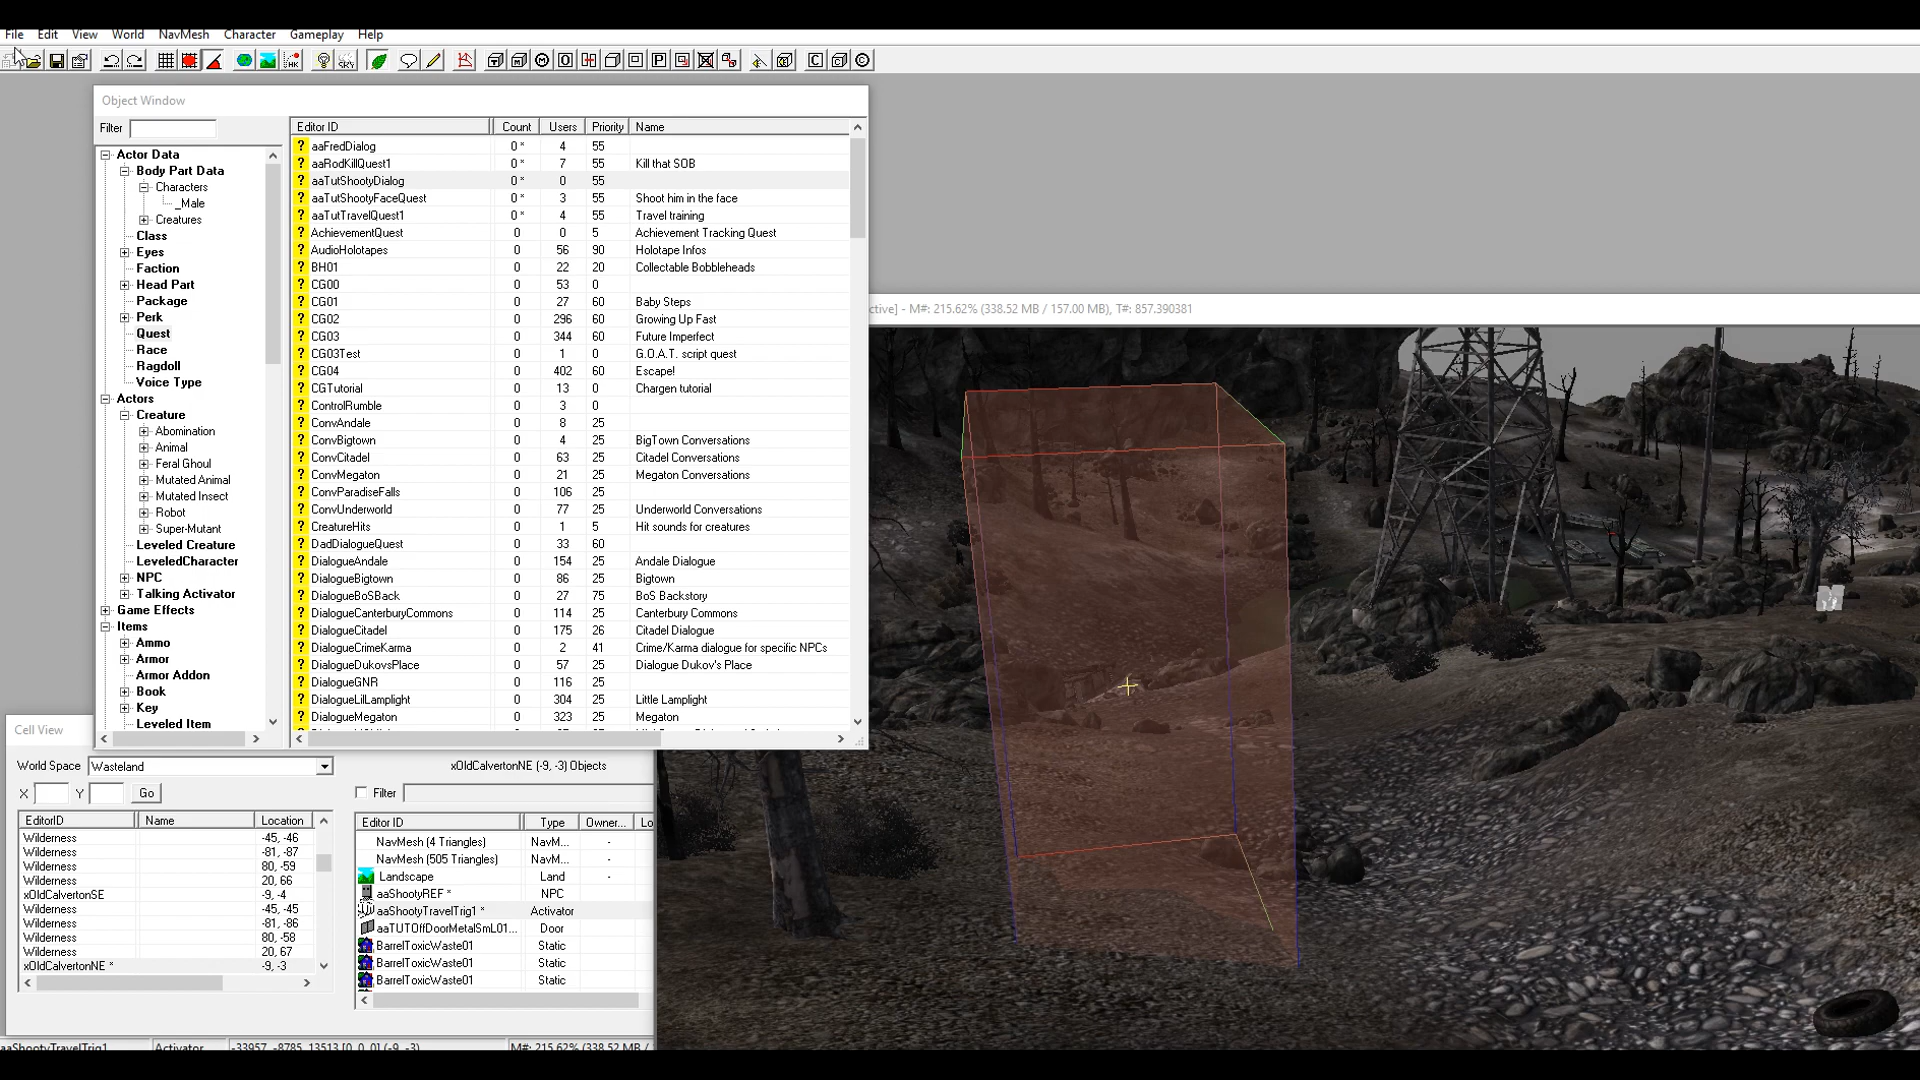 File Edit View World NavMesh Character Gameplay Help
Object Window
Filter
Editor ID Count Users Priority Name
Actor Data
Body Part Data
Characters
_Male
Creatures
Class
Eyes
Faction
Head Part
Package
Perk
Quest
Race
Ragdoll
Voice Type
Actors
Creature
Abomination
Animal
Feral Ghoul
Mutated Animal
Mutated Insect
Robot
Super-Mutant
Leveled Creature
LeveledCharacter
NPC
Talking Activator
Game Effects
Items
Ammo
Armor
Armor Addon
Book
Key
Leveled Item
? aaFredDialog 0 * 4 55
? aaRodKillQuest1 0 * 7 55 Kill that SOB
? aaTutShootyDialog 0 * 0 55
? aaTutShootyFaceQuest 0 * 3 55 Shoot him in the face
? aaTutTravelQuest1 0 * 4 55 Travel training
? AchievementQuest 0 0 5 Achievement Tracking Quest
? AudioHolotapes 0 56 90 Holotape Infos
? BH01 0 22 20 Collectable Bobbleheads
? CG00 0 53 0
? CG01 0 27 60 Baby Steps
? CG02 0 296 60 Growing Up Fast
? CG03 0 344 60 Future Imperfect
? CG03Test 0 1 0 G.O.A.T. script quest
? CG04 0 402 60 Escape!
? CGTutorial 0 13 0 Chargen tutorial
? ControlRumble 0 3 0
? ConvAndale 0 8 25
? ConvBigtown 0 4 25 BigTown Conversations
? ConvCitadel 0 63 25 Citadel Conversations
? ConvMegaton 0 21 25 Megaton Conversations
? ConvParadiseFalls 0 106 25
? ConvUnderworld 0 77 25 Underworld Conversations
? CreatureHits 0 1 5 Hit sounds for creatures
? DadDialogueQuest 0 33 60
? DialogueAndale 0 154 25 Andale Dialogue
? DialogueBigtown 0 86 25 Bigtown
? DialogueBoSBack 0 27 75 BoS Backstory
? DialogueCanterburyCommons 0 114 25 Canterbury Commons
? DialogueCitadel 0 175 26 Citadel Dialogue
? DialogueCrimeKarma 0 2 41 Crime/Karma dialogue for specific NPCs
? DialogueDukovsPlace 0 57 25 Dialogue Dukov's Place
? DialogueGNR 0 116 25
? DialogueLilLamplight 0 304 25 Little Lamplight
? DialogueMegaton 0 323 25 Megaton
ctive] - M#: 215.62% (338.52 MB / 157.00 MB), T#: 857.390381
Cell View
World Space Wasteland
X Y Go
EditorID Name Location
Wilderness -45, -46
Wilderness -81, -87
Wilderness 80, -59
Wilderness 20, 66
xOldCalvertonSE -9, -4
Wilderness -45, -45
Wilderness -81, -86
Wilderness 80, -58
Wilderness 20, 67
xOldCalvertonNE * -9, -3
xOldCalvertonNE (-9, -3) Objects
Filter
Editor ID Type Owner... Lo
NavMesh (4 Triangles) NavM... -
NavMesh (505 Triangles) NavM... -
Landscape Land -
aaShootyREF * NPC
aaShootyTravelTrig1 * Activator
aaTUTOffDoorMetalSmL01... Door
BarrelToxicWaste01 Static
BarrelToxicWaste01 Static
BarrelToxicWaste01 Static
aaShootyTravelTrig1 Activator -33957, -8785, 13513 [0, 0, 0] (-9, -3) M#: 215.62% (338.52 MB /